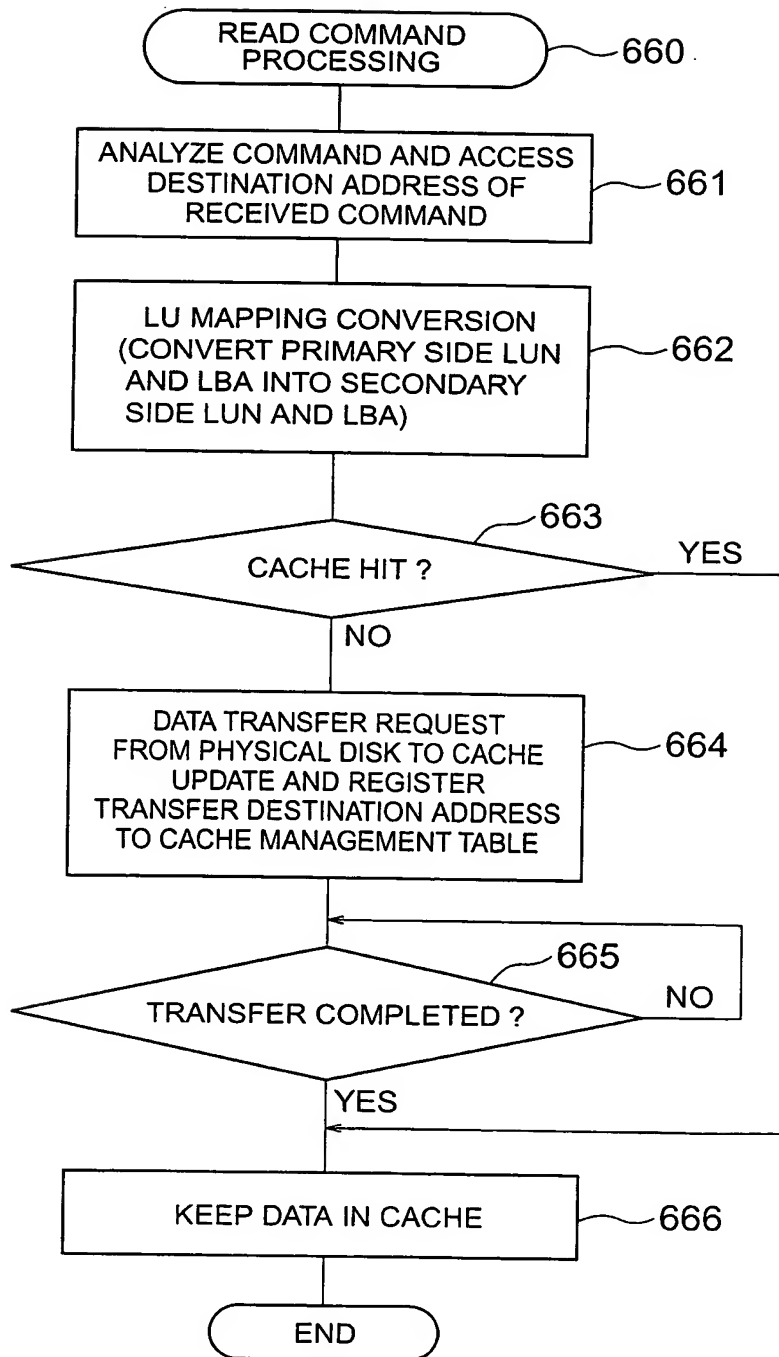 READ COMMAND
PROCESSING
660
ANALYZE COMMAND AND ACCESS
DESTINATION ADDRESS OF
RECEIVED COMMAND
661
LU MAPPING CONVERSION
(CONVERT PRIMARY SIDE LUN
AND LBA INTO SECONDARY
SIDE LUN AND LBA)
662
663
CACHE HIT ?
YES
NO
DATA TRANSFER REQUEST
FROM PHYSICAL DISK TO CACHE
UPDATE AND REGISTER
TRANSFER DESTINATION ADDRESS
TO CACHE MANAGEMENT TABLE
664
665
TRANSFER COMPLETED ?
NO
YES
KEEP DATA IN CACHE
666
END